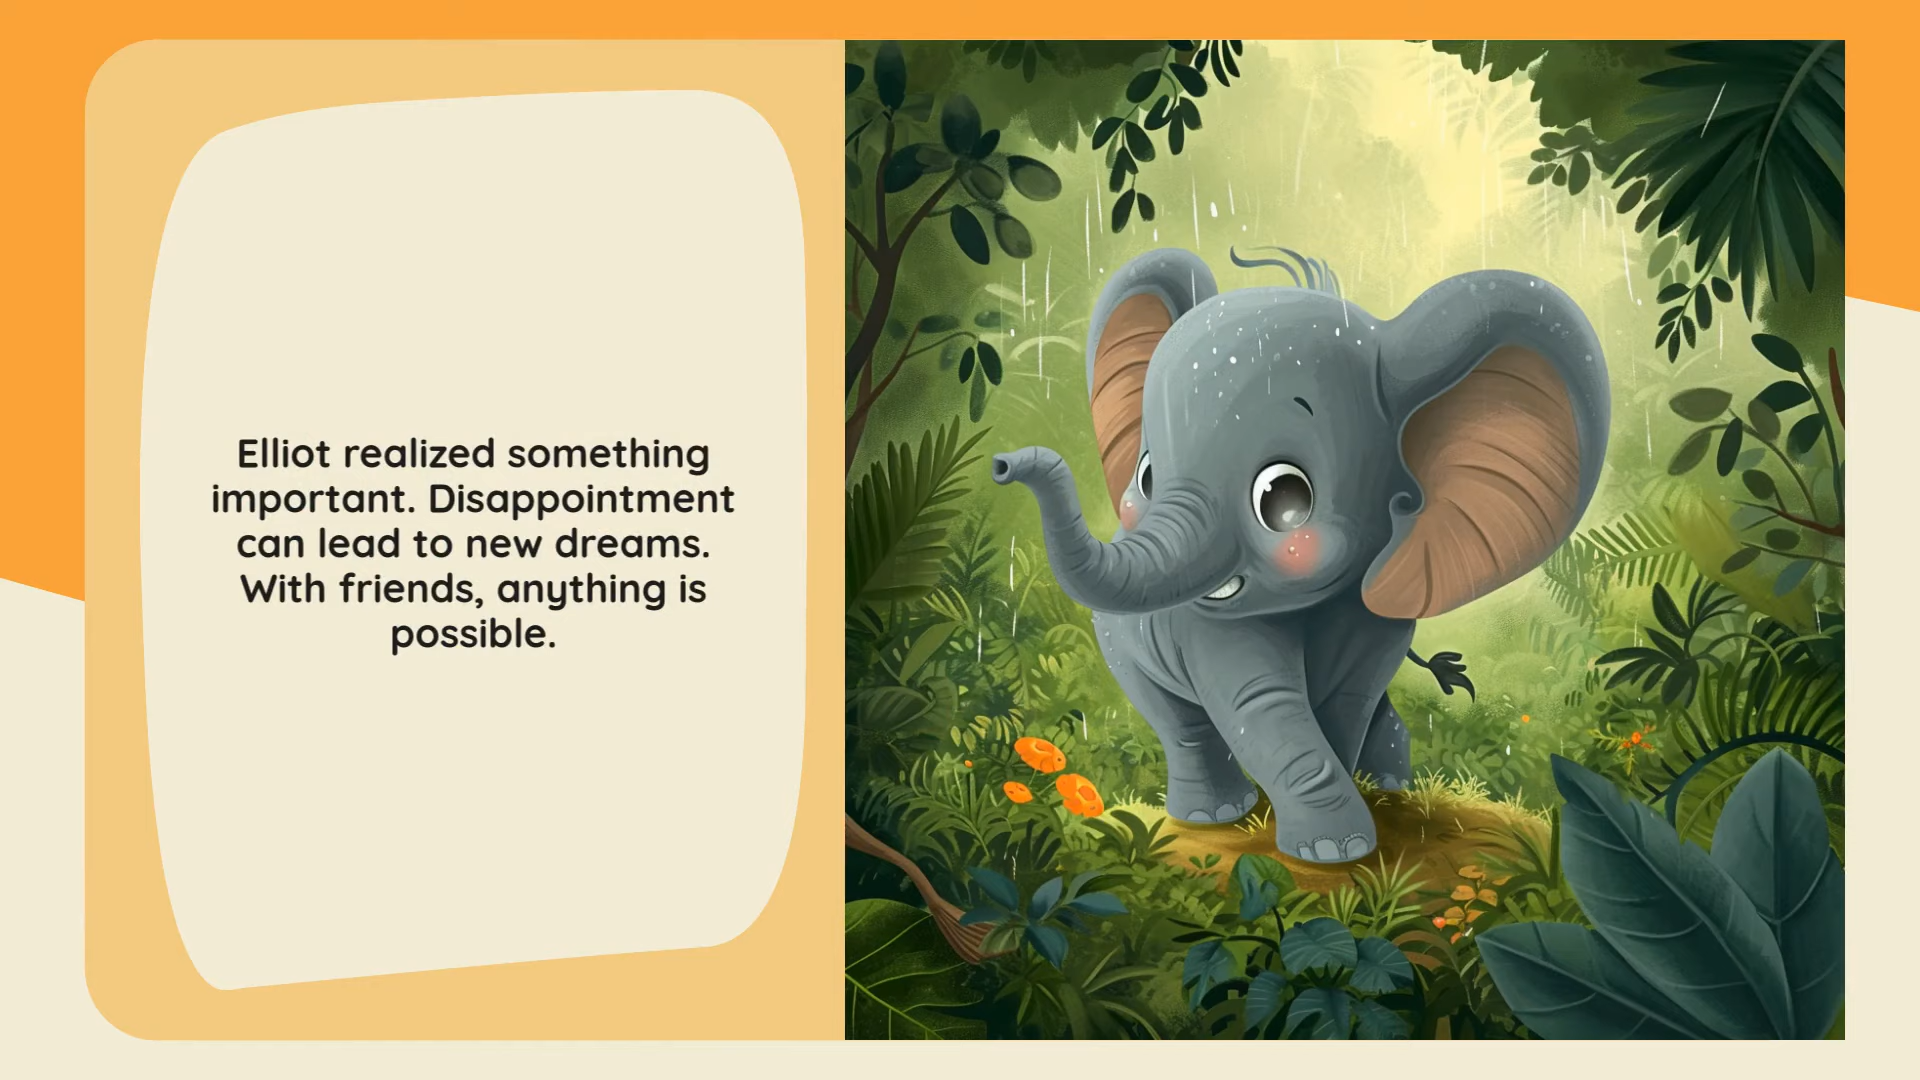 Elliot realized something
important. Disappointment
can lead to new dreams.
With friends, anything is
possible.